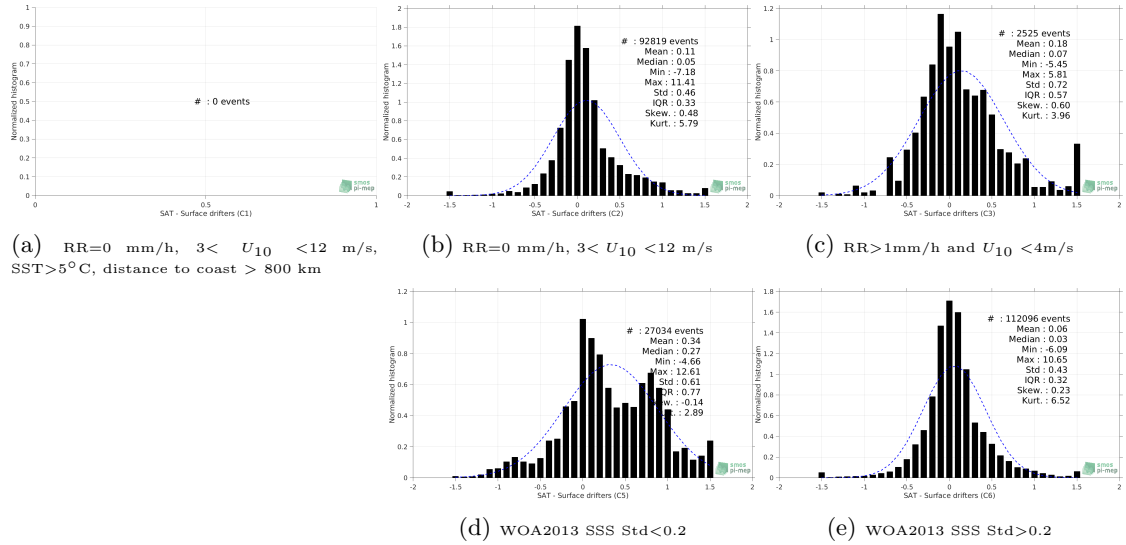 1
0.9
0.8
0.7
0.6
0.5
0.4
0.3
0.2
0.1
0
0 0.5 1
Normalized histogram
# : 0 events
SAT - Surface drifters (C1)
smos
pi-mep
(a) RR=0 mm/h, 3< U10 <12 m/s,
SST>5°C, distance to coast > 800 km
2
1.8
1.6
1.4
1.2
1
0.8
0.6
0.4
0.2
0
-2 -1.5 -1 -0.5 0 0.5 1 1.5 2
Normalized histogram
# : 92819 events
Mean : 0.11
Median : 0.05
Min : -7.18
Max : 11.41
Std : 0.46
IQR : 0.33
Skew. : 0.48
Kurt. : 5.79
SAT - Surface drifters (C2)
smos
pi-mep
(b) RR=0 mm/h, 3< U10 <12 m/s
1.2
1
0.8
0.6
0.4
0.2
0
-2 -1.5 -1 -0.5 0 0.5 1 1.5 2
Normalized histogram
# : 2525 events
Mean : 0.18
Median : 0.07
Min : -5.45
Max : 5.81
Std : 0.72
IQR : 0.57
Skew. : 0.60
Kurt. : 3.96
SAT - Surface drifters (C3)
smos
pi-mep
(c) RR>1mm/h and U10 <4m/s
1.2
1
0.8
0.6
0.4
0.2
0
-2 -1.5 -1 -0.5 0 0.5 1 1.5 2
Normalized histogram
# : 27034 events
Mean : 0.34
Median : 0.27
Min : -4.66
Max : 12.61
Std : 0.61
IQR : 0.77
: -0.14
: 2.89
SAT - Surface drifters (C5)
smos
pi-mep
(d) WOA2013 SSS Std<0.2
1.8
1.6
1.4
1.2
1
0.8
0.6
0.4
0.2
0
-2 -1.5 -1 -0.5 0 0.5 1 1.5 2
Normalized histogram
# : 112096 events
Mean : 0.06
Median : 0.03
Min : -6.09
Max : 10.65
Std : 0.43
IQR : 0.32
Skew. : 0.23
Kurt. : 6.52
SAT - Surface drifters (C6)
smos
pi-mep
(e) WOA2013 SSS Std>0.2